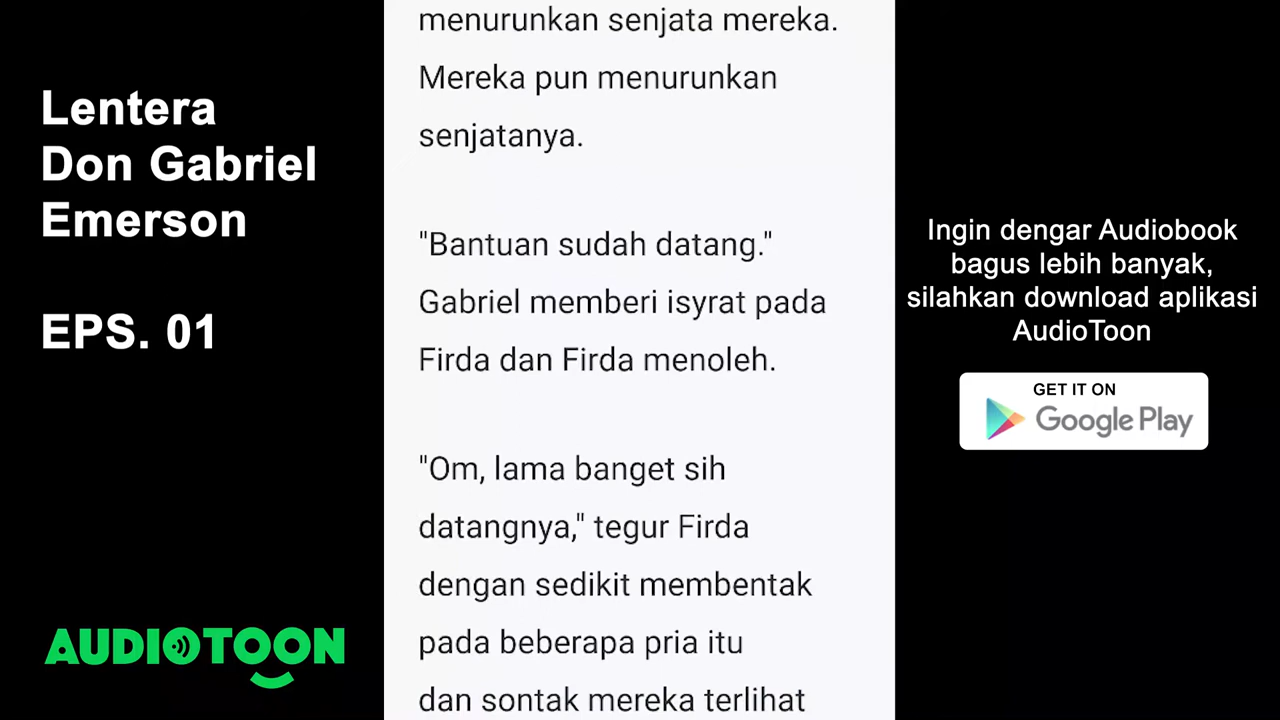 Lentera
Don Gabriel
Emerson
EPS. 01
AUDIOTOON
menurunkan senjata mereka.
Mereka pun menurunkan
senjatanya.
"Bantuan sudah datang."
Gabriel memberi isyrat pada
Firda dan Firda menoleh.
"Om, lama banget sih
datangnya," tegur Firda
dengan sedikit membentak
pada beberapa pria itu
dan sontak mereka terlihat
Ingin dengar Audiobook
bagus lebih banyak,
silahkan download aplikasi
AudioToon
GET IT ON
Google Play